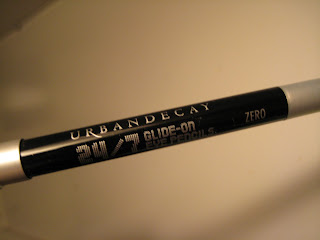 URBANDECAY
24/7 GLIDE-ON
EYE PENCILS
ZERO